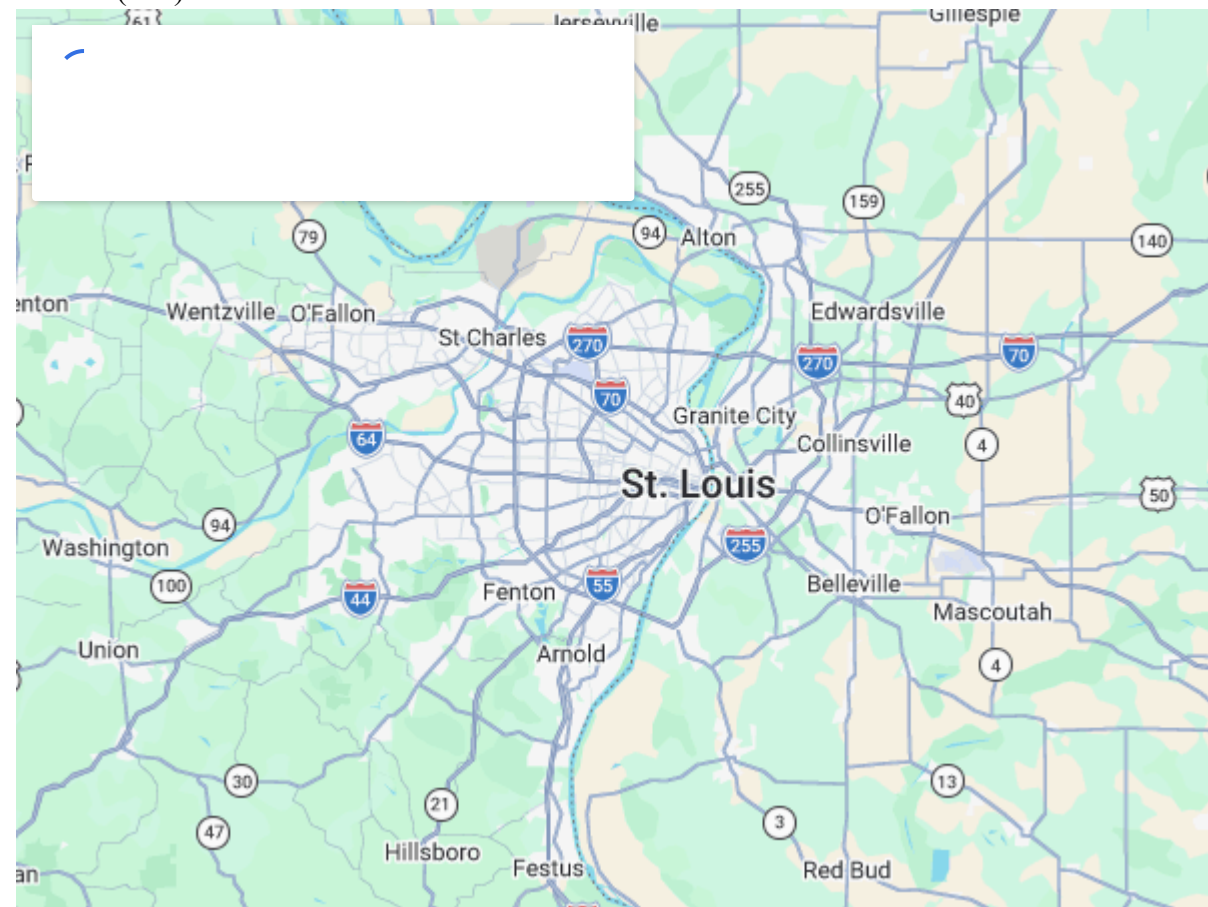 61
Jerseyville
Gillespie
255
159
79
94
Alton
140
enton
Wentzville
O'Fallon
Edwardsville
St Charles
270
270
70
70
40
Granite City
64
Collinsville
4
St. Louis
50
94
O'Fallon
Washington
255
100
Fenton
55
Belleville
44
Mascoutah
Union
Arnold
4
30
13
21
47
3
Hillsboro
Festus
Red Bud
an